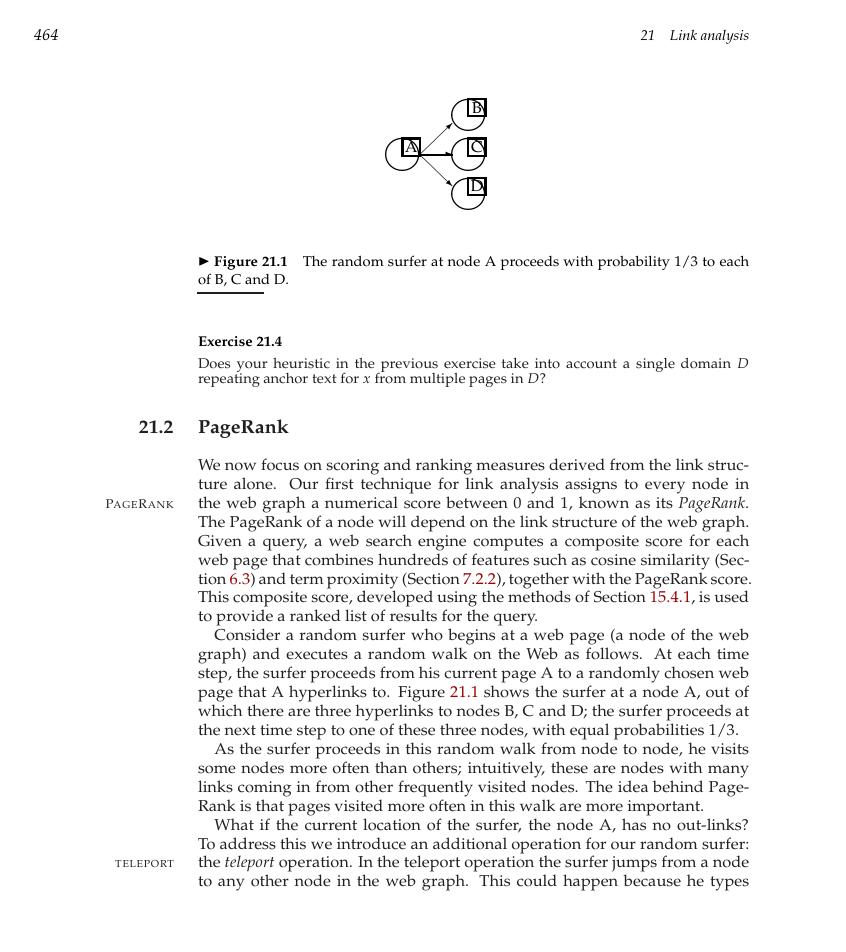 464
21 Link analysis
B
A
C
D
▶ Figure 21.1 The random surfer at node A proceeds with probability 1/3 to each
of B, C and D.
Exercise 21.4
Does your heuristic in the previous exercise take into account a single domain D
repeating anchor text for x from multiple pages in D?
21.2 PageRank
We now focus on scoring and ranking measures derived from the link struc-
ture alone. Our first technique for link analysis assigns to every node in
PAGERANK
the web graph a numerical score between 0 and 1, known as its PageRank.
The PageRank of a node will depend on the link structure of the web graph.
Given a query, a web search engine computes a composite score for each
web page that combines hundreds of features such as cosine similarity (Sec-
tion 6.3) and term proximity (Section 7.2.2), together with the PageRank score.
This composite score, developed using the methods of Section 15.4.1, is used
to provide a ranked list of results for the query.
Consider a random surfer who begins at a web page (a node of the web
graph) and executes a random walk on the Web as follows. At each time
step, the surfer proceeds from his current page A to a randomly chosen web
page that A hyperlinks to. Figure 21.1 shows the surfer at a node A, out of
which there are three hyperlinks to nodes B, C and D; the surfer proceeds at
the next time step to one of these three nodes, with equal probabilities 1/3.
As the surfer proceeds in this random walk from node to node, he visits
some nodes more often than others; intuitively, these are nodes with many
links coming in from other frequently visited nodes. The idea behind Page-
Rank is that pages visited more often in this walk are more important.
What if the current location of the surfer, the node A, has no out-links?
To address this we introduce an additional operation for our random surfer:
TELEPORT
the teleport operation. In the teleport operation the surfer jumps from a node
to any other node in the web graph. This could happen because he types